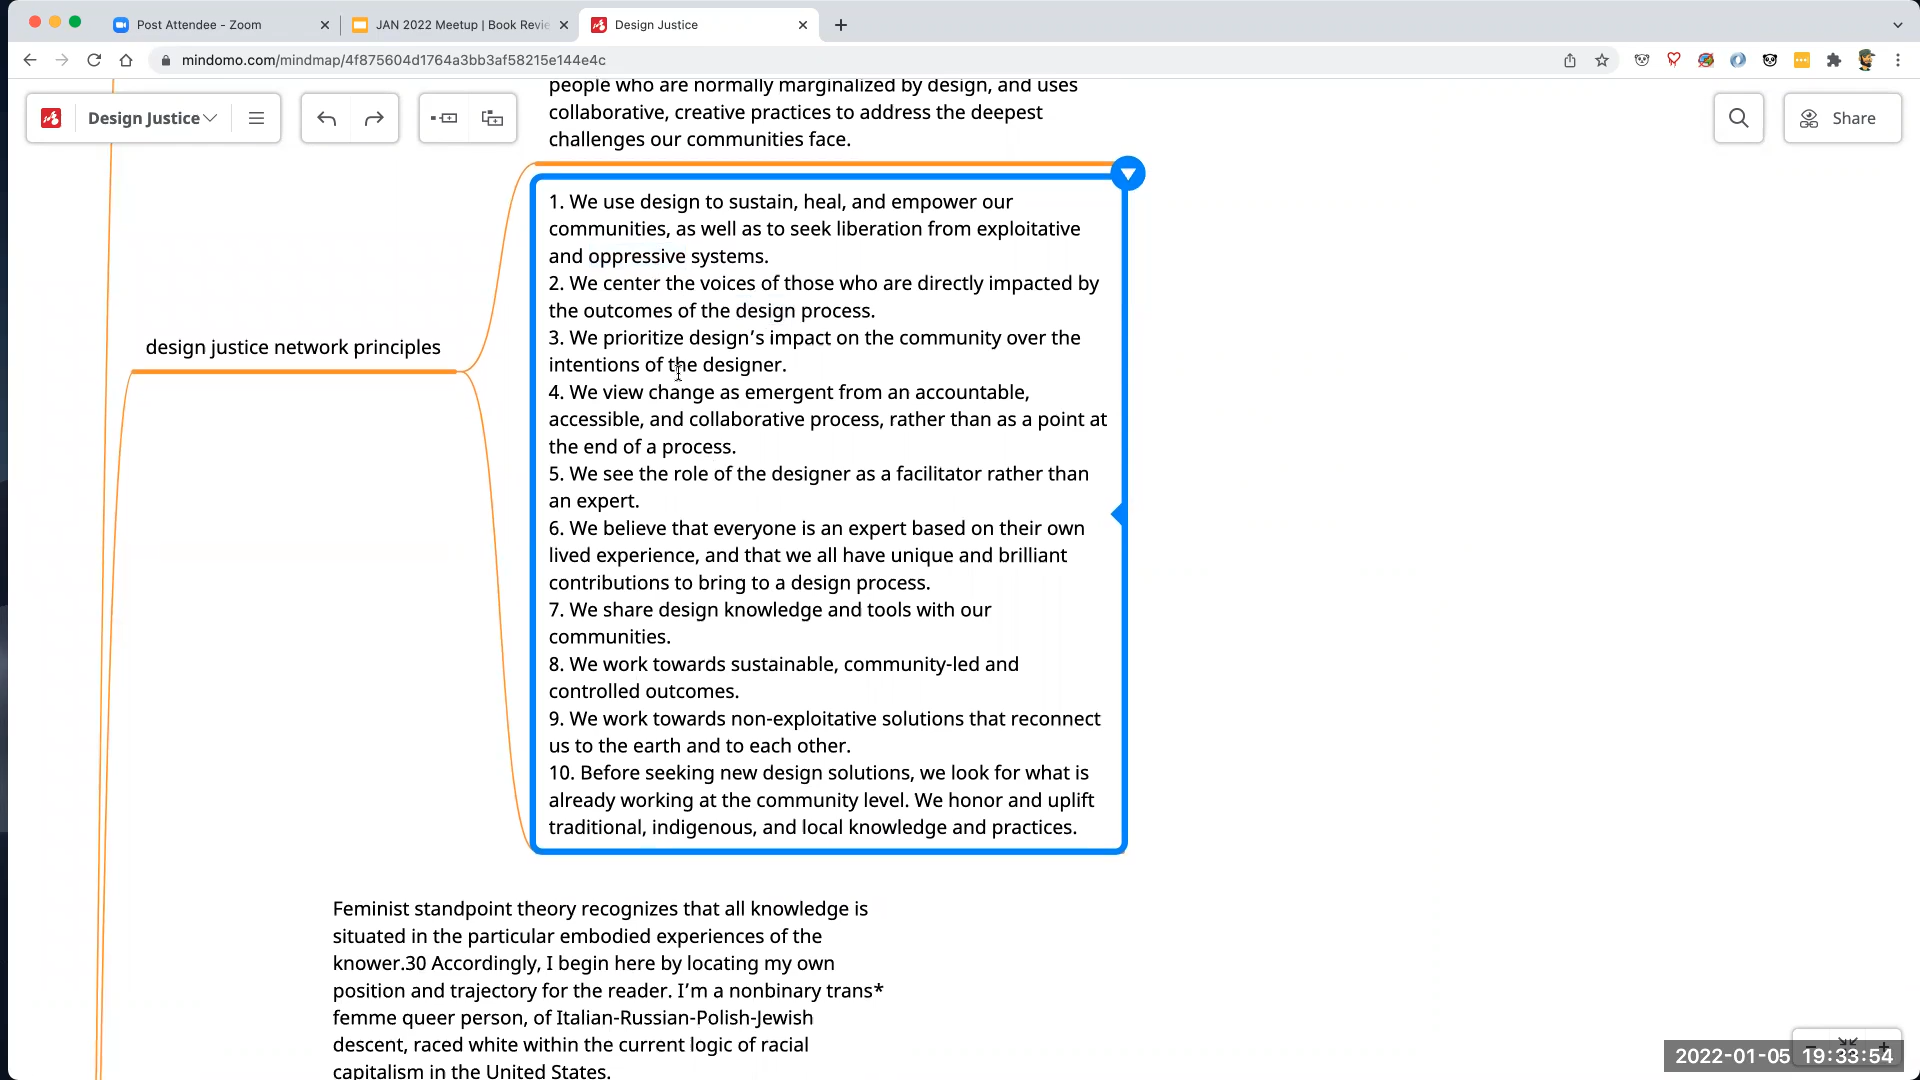 Post Attendee - Zoom
JAN 2022 Meetup | Book Revie
Design Justice
mindomo.com/mindmap/4f875604d1764a3bb3af58215e144e4c
Design Justice
Share
people who are normally marginalized by design, and uses
collaborative, creative practices to address the deepest
challenges our communities face.
design justice network principles
1. We use design to sustain, heal, and empower our
communities, as well as to seek liberation from exploitative
and oppressive systems.
2. We center the voices of those who are directly impacted by
the outcomes of the design process.
3. We prioritize design’s impact on the community over the
intentions of the designer.
4. We view change as emergent from an accountable,
accessible, and collaborative process, rather than as a point at
the end of a process.
5. We see the role of the designer as a facilitator rather than
an expert.
6. We believe that everyone is an expert based on their own
lived experience, and that we all have unique and brilliant
contributions to bring to a design process.
7. We share design knowledge and tools with our
communities.
8. We work towards sustainable, community-led and
controlled outcomes.
9. We work towards non-exploitative solutions that reconnect
us to the earth and to each other.
10. Before seeking new design solutions, we look for what is
already working at the community level. We honor and uplift
traditional, indigenous, and local knowledge and practices.
Feminist standpoint theory recognizes that all knowledge is
situated in the particular embodied experiences of the
knower.30 Accordingly, I begin here by locating my own
position and trajectory for the reader. I’m a nonbinary trans*
femme queer person, of Italian-Russian-Polish-Jewish
descent, raced white within the current logic of racial
capitalism in the United States.
2022-01-05 19:33:54